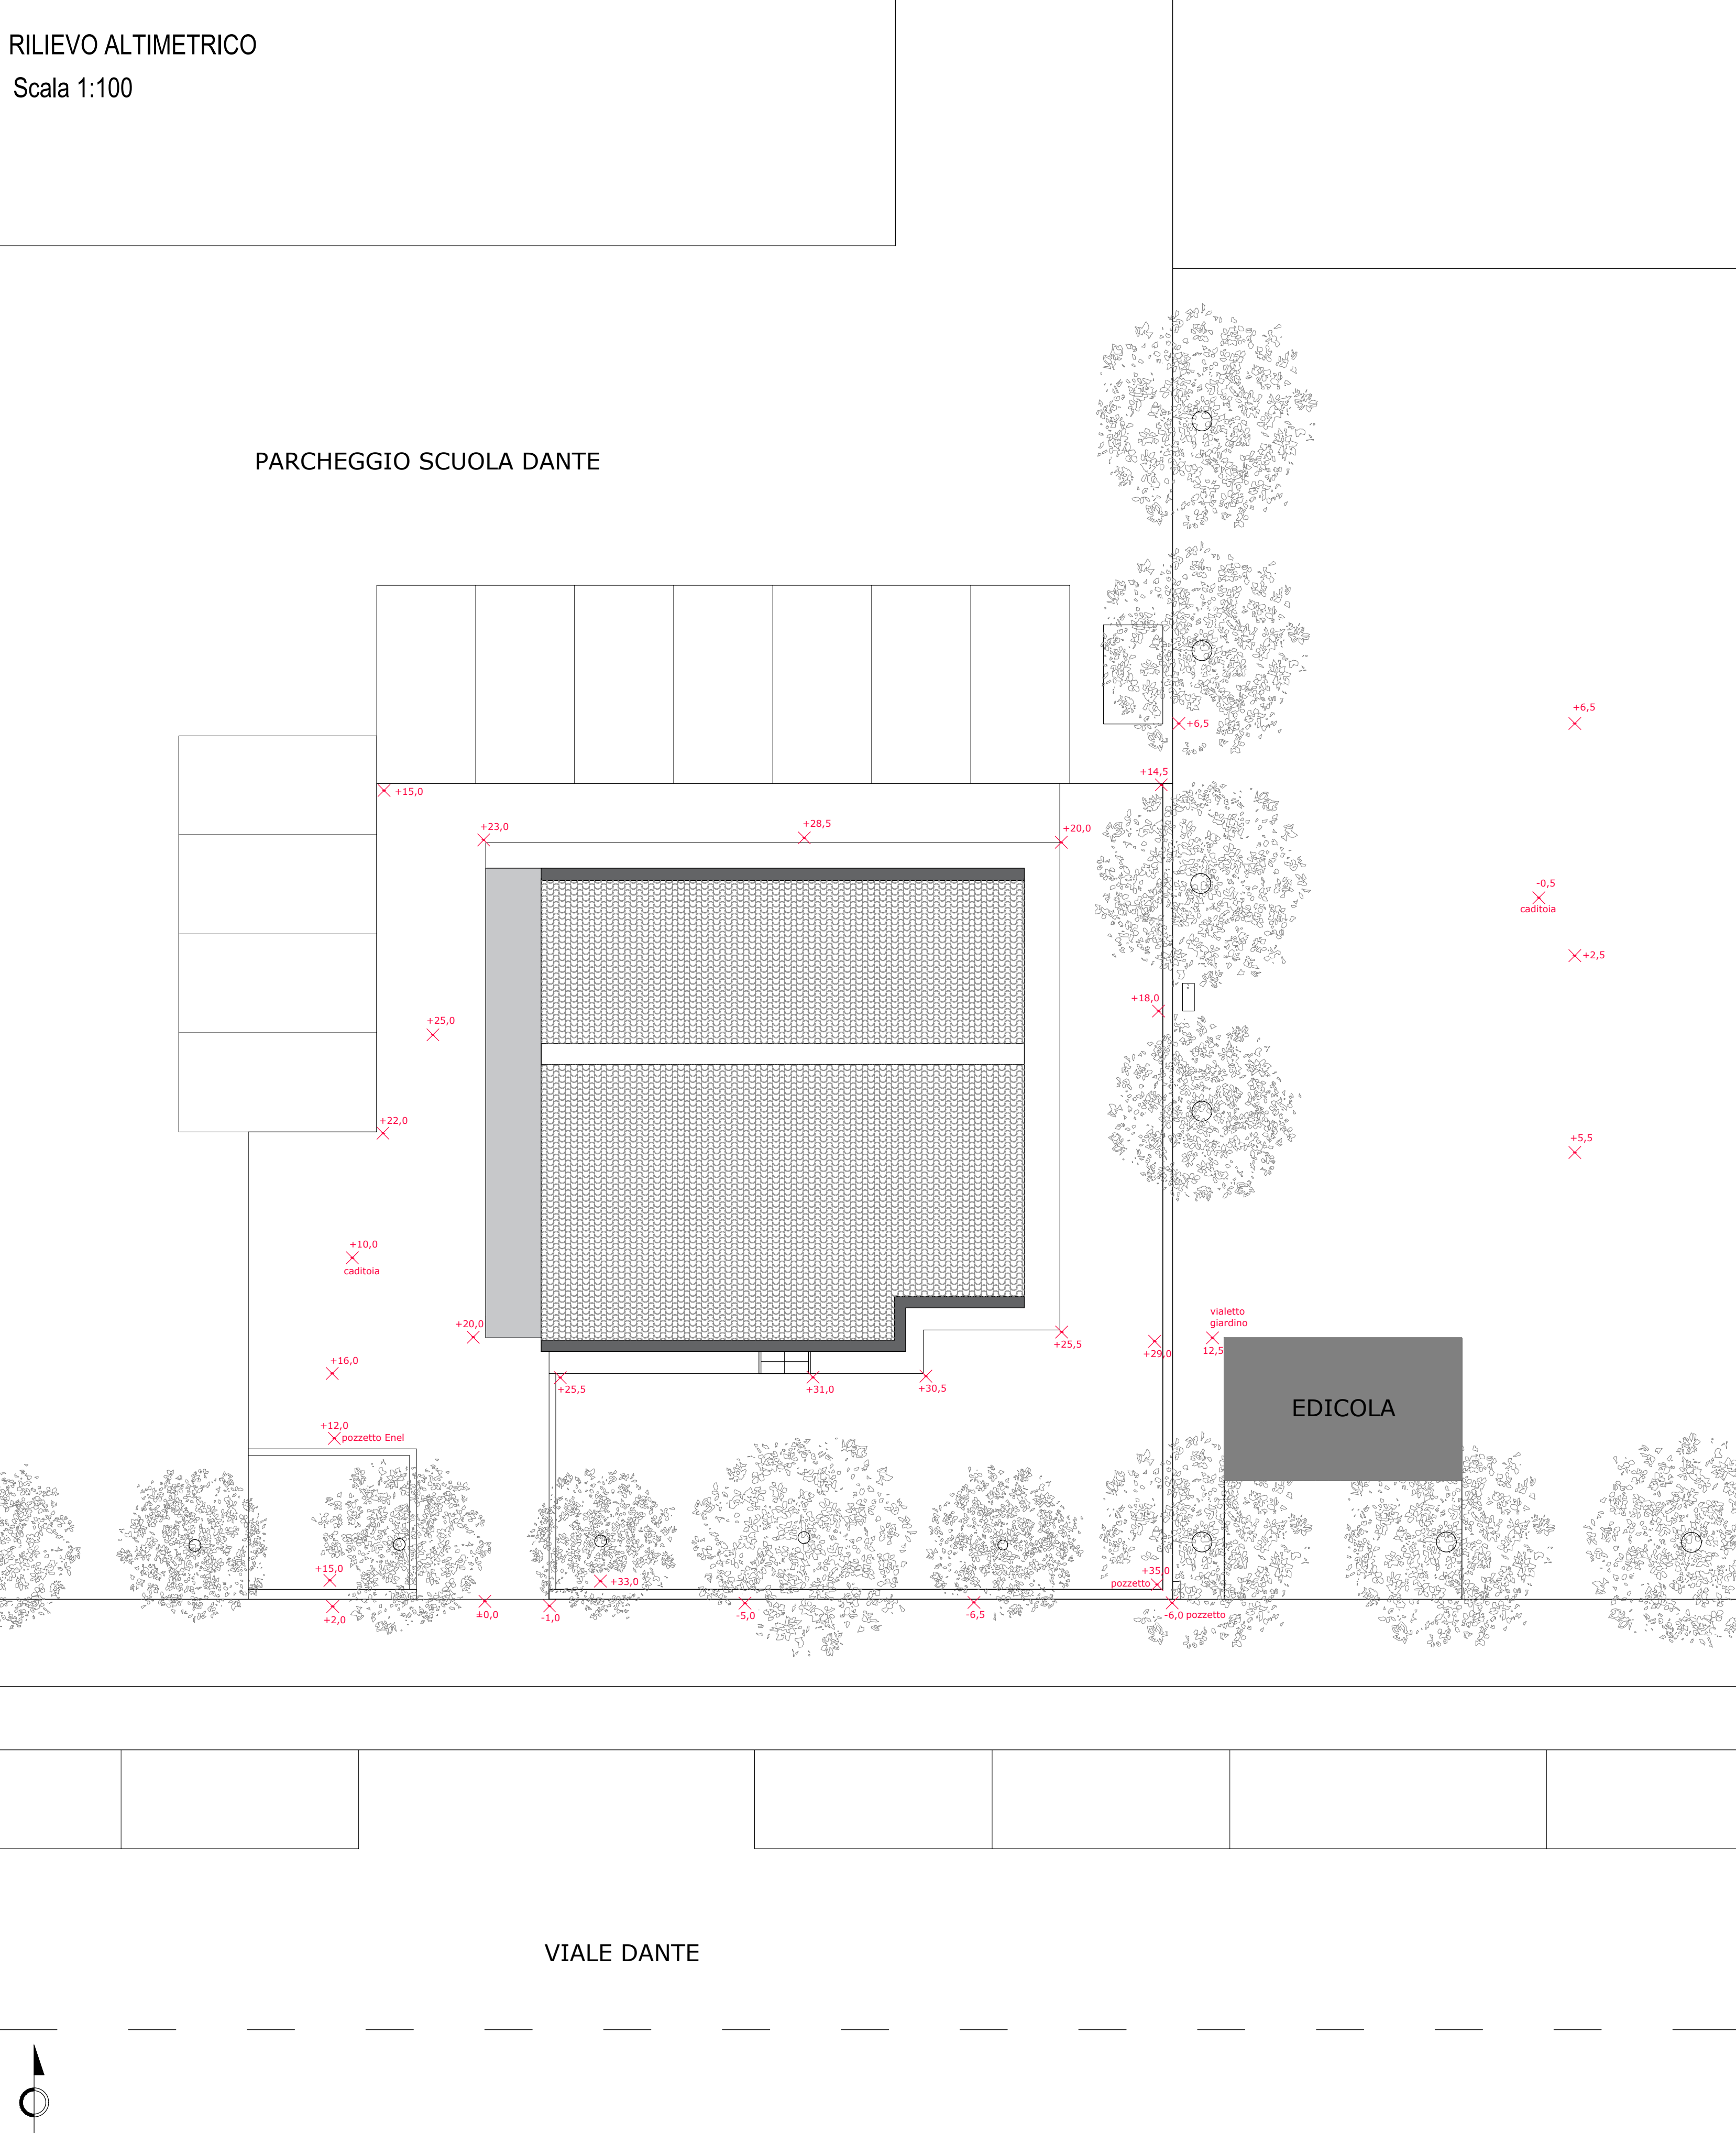 RILIEVO ALTIMETRICO
Scala 1:100
PARCHEGGIO SCUOLA DANTE
+6,5
+6,5
+14,5
+15,0
+23,0
+28,5
+20,0
-0,5
caditoia
+2,5
+18,0
+25,0
+22,0
+5,5
+10,0
caditoia
vialetto
giardino
12,5
+20,0
+25,5
+29,0
+16,0
+25,5
+31,0
+30,5
EDICOLA
+12,0
pozzetto Enel
+15,0
+33,0
+35,0
pozzetto
+2,0
±0,0
-1,0
-5,0
-6,5
-6,0 pozzetto
VIALE DANTE